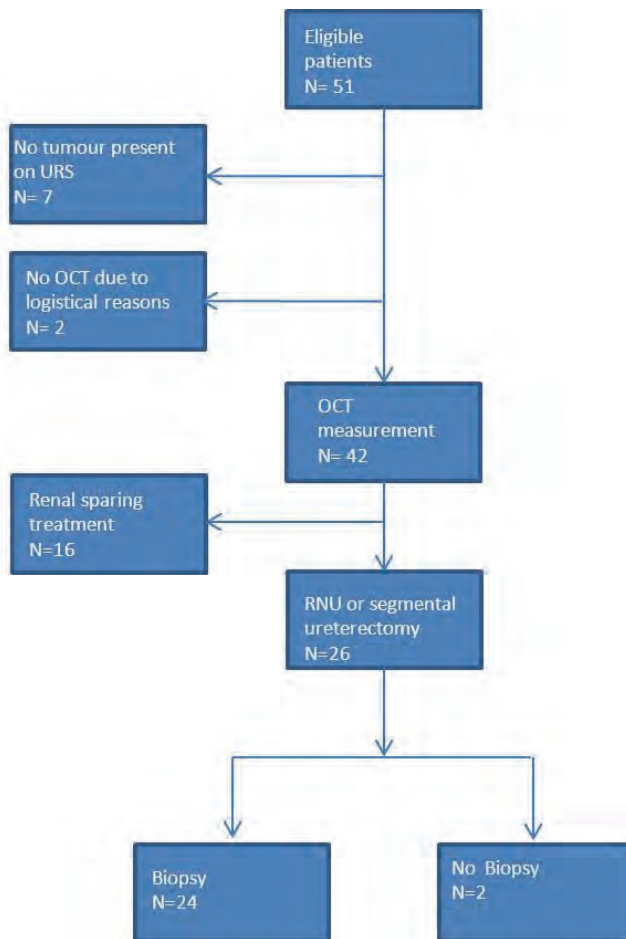 Eligible
patients
N= 51
No tumour present
on URS
N= 7
No OCT due to
logistical reasons
N= 2
OCT
measurement
N= 42
Renal sparing
treatment
N=16
RNU or segmental
ureterectomy
N=26
Biopsy
N=24
No Biopsy
N=2